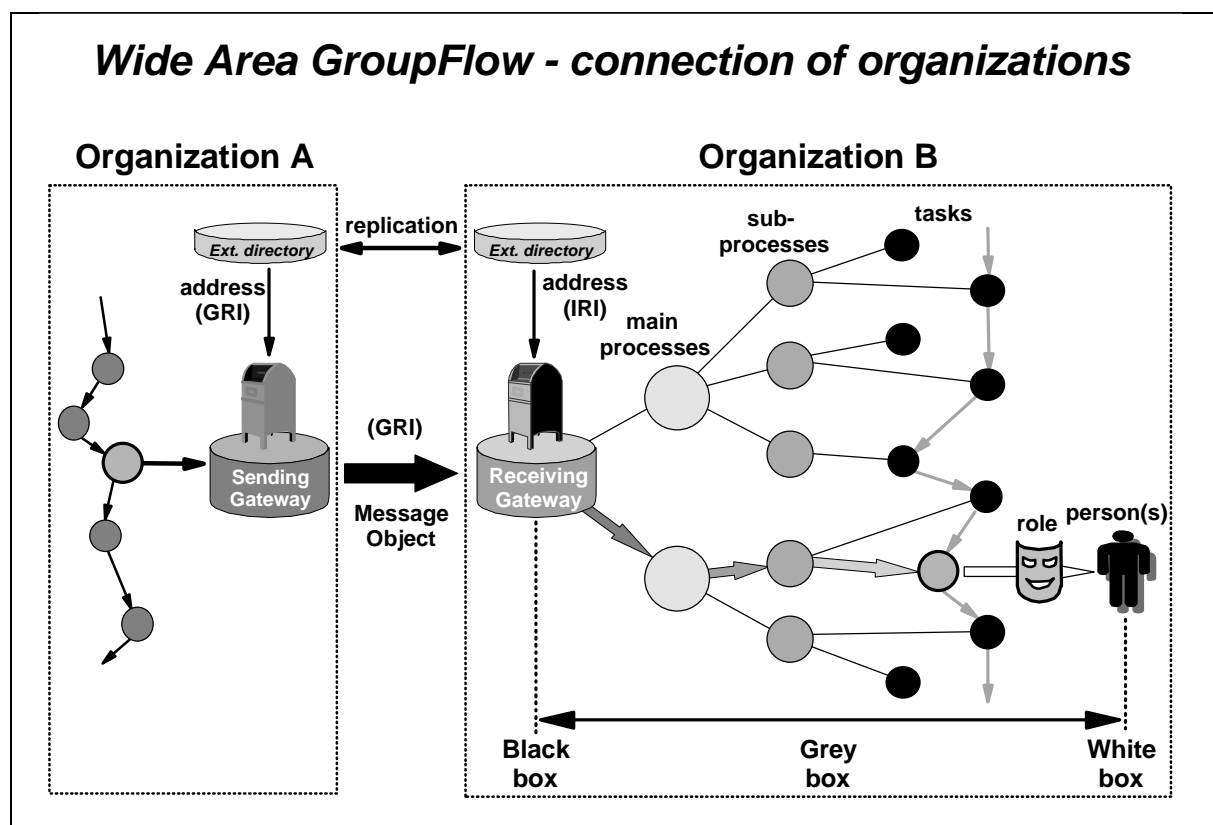 Wide Area GroupFlow - connection of organizations
Organization A
Organization B
replication
Ext. directory
Ext. directory
sub-
processes
tasks
address
(GRI)
address
(IRI)
main
processes
(GRI)
Sending
Gateway
Receiving
Gateway
Message
Object
role
person(s)
Black
box
Grey
box
White
box